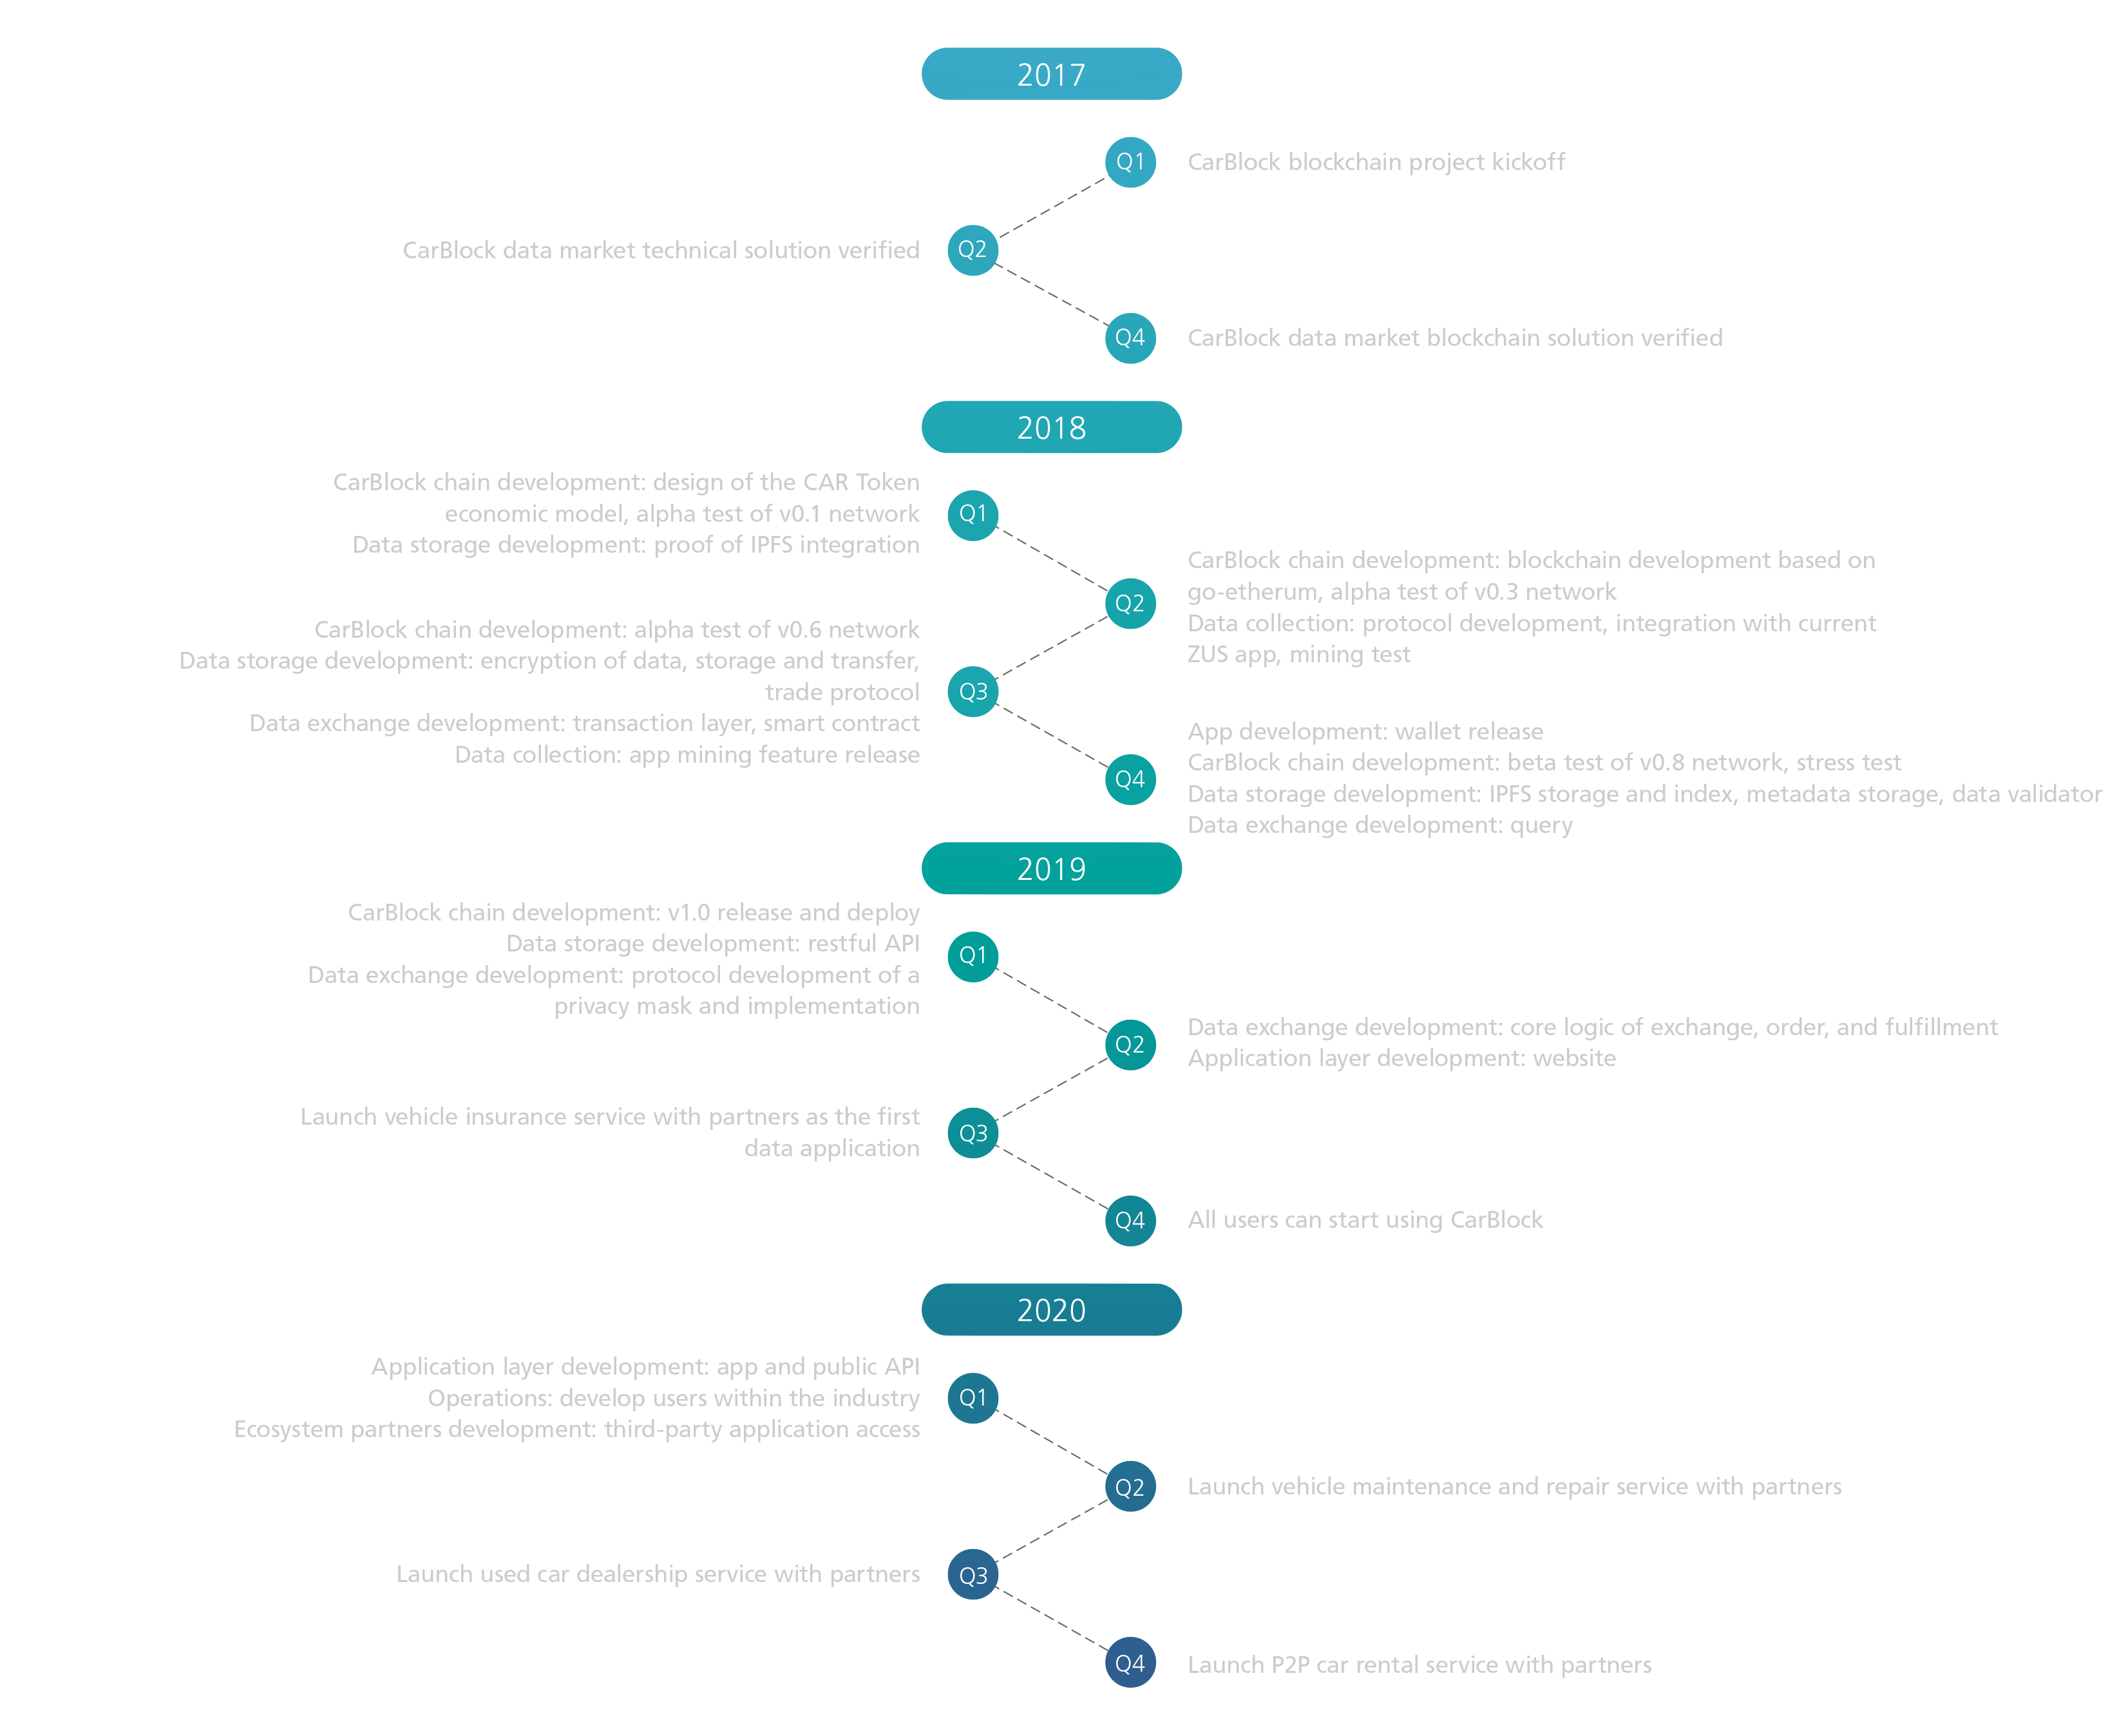 2017
Q1
CarBlock blockchain project kickoff
Q2
CarBlock data market technical solution verified
Q4
CarBlock data market blockchain solution verified
2018
Q1
CarBlock chain development: design of the CAR Token
economic model, alpha test of v0.1 network
Data storage development: proof of IPFS integration
Q2
CarBlock chain development: blockchain development based on
go-etherum, alpha test of v0.3 network
Data collection: protocol development, integration with current
ZUS app, mining test
Q3
CarBlock chain development: alpha test of v0.6 network
Data storage development: encryption of data, storage and transfer,
trade protocol
Data exchange development: transaction layer, smart contract
Data collection: app mining feature release
Q4
App development: wallet release
CarBlock chain development: beta test of v0.8 network, stress test
Data storage development: IPFS storage and index, metadata storage, data validator
Data exchange development: query
2019
Q1
CarBlock chain development: v1.0 release and deploy
Data storage development: restful API
Data exchange development: protocol development of a
privacy mask and implementation
Q2
Data exchange development: core logic of exchange, order, and fulfillment
Application layer development: website
Q3
Launch vehicle insurance service with partners as the first
data application
Q4
All users can start using CarBlock
2020
Q1
Application layer development: app and public API
Operations: develop users within the industry
Ecosystem partners development: third-party application access
Q2
Launch vehicle maintenance and repair service with partners
Q3
Launch used car dealership service with partners
Q4
Launch P2P car rental service with partners